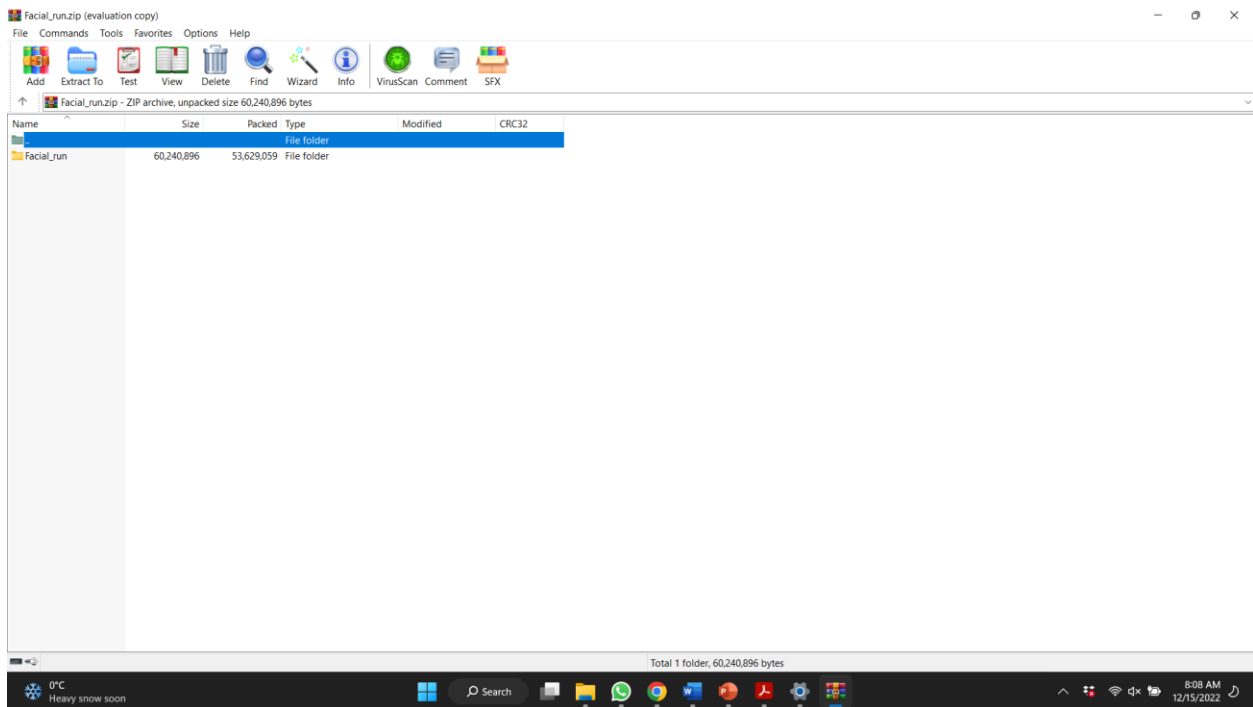 Facial_run.zip (evaluation copy)
File Commands Tools Favorites Options Help
Add Extract To Test View Delete Find Wizard Info VirusScan Comment SFX
Facial_run.zip - ZIP archive, unpacked size 60,240,896 bytes
Name Size Packed Type Modified CRC32
.. File folder
Facial_run 60,240,896 53,629,059 File folder
Total 1 folder, 60,240,896 bytes
0°C
Heavy snow soon
Search
8:08 AM
12/15/2022